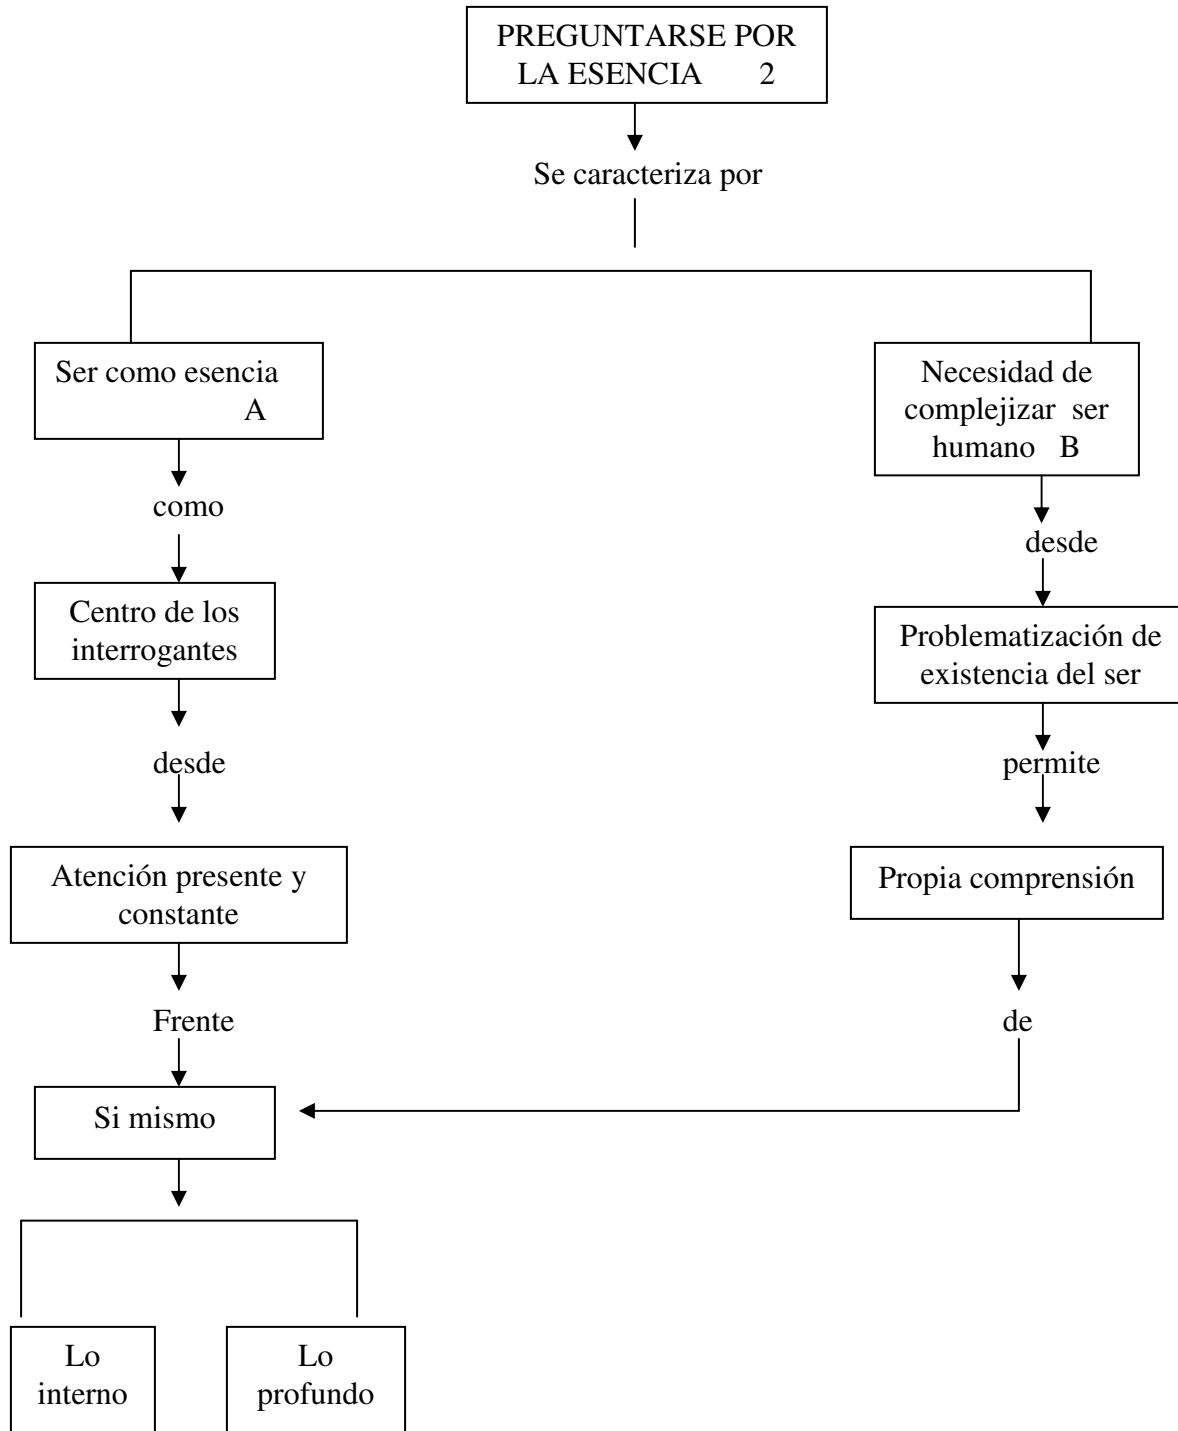 PREGUNTARSE POR
LA ESENCIA 2
Se caracteriza por
Ser como esencia
A
como
Centro de los
interrogantes
desde
Atención presente y
constante
Frente
Si mismo
Lo
interno
Lo
profundo
Necesidad de
complejizar ser
humano B
desde
Problematización de
existencia del ser
permite
Propia comprensión
de